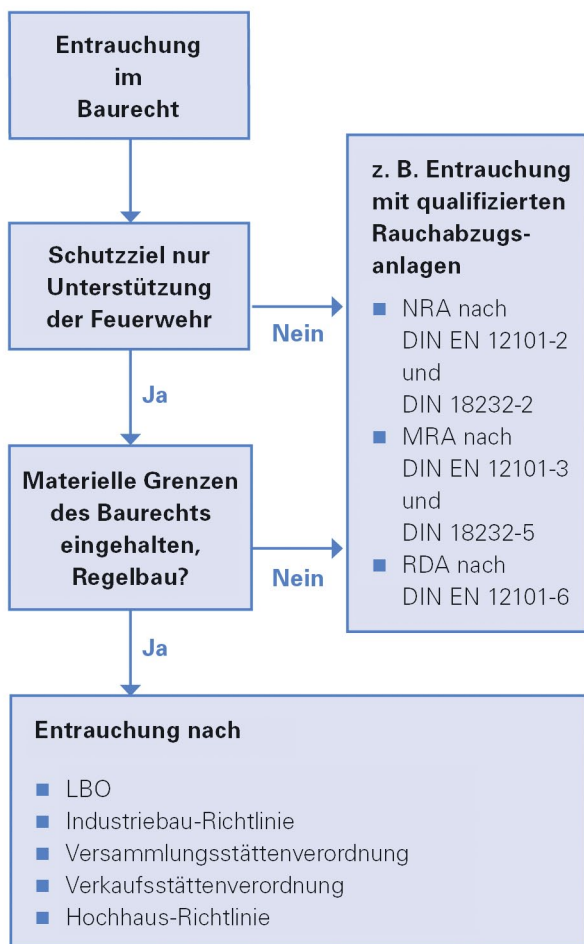 Entrauchung
im
Baurecht
Schutzziel nur
Unterstützung
der Feuerwehr
Nein
Ja
z. B. Entrauchung
mit qualifizierten
Rauchabzugs-
anlagen
■ NRA nach
DIN EN 12101-2
und
DIN 18232-2
■ MRA nach
DIN EN 12101-3
und
DIN 18232-5
■ RDA nach
DIN EN 12101-6
Materielle Grenzen
des Baurechts
eingehalten,
Regelbau?
Nein
Ja
Entrauchung nach
■ LBO
■ Industriebau-Richtlinie
■ Versammlungsstättenverordnung
■ Verkaufsstättenverordnung
■ Hochhaus-Richtlinie